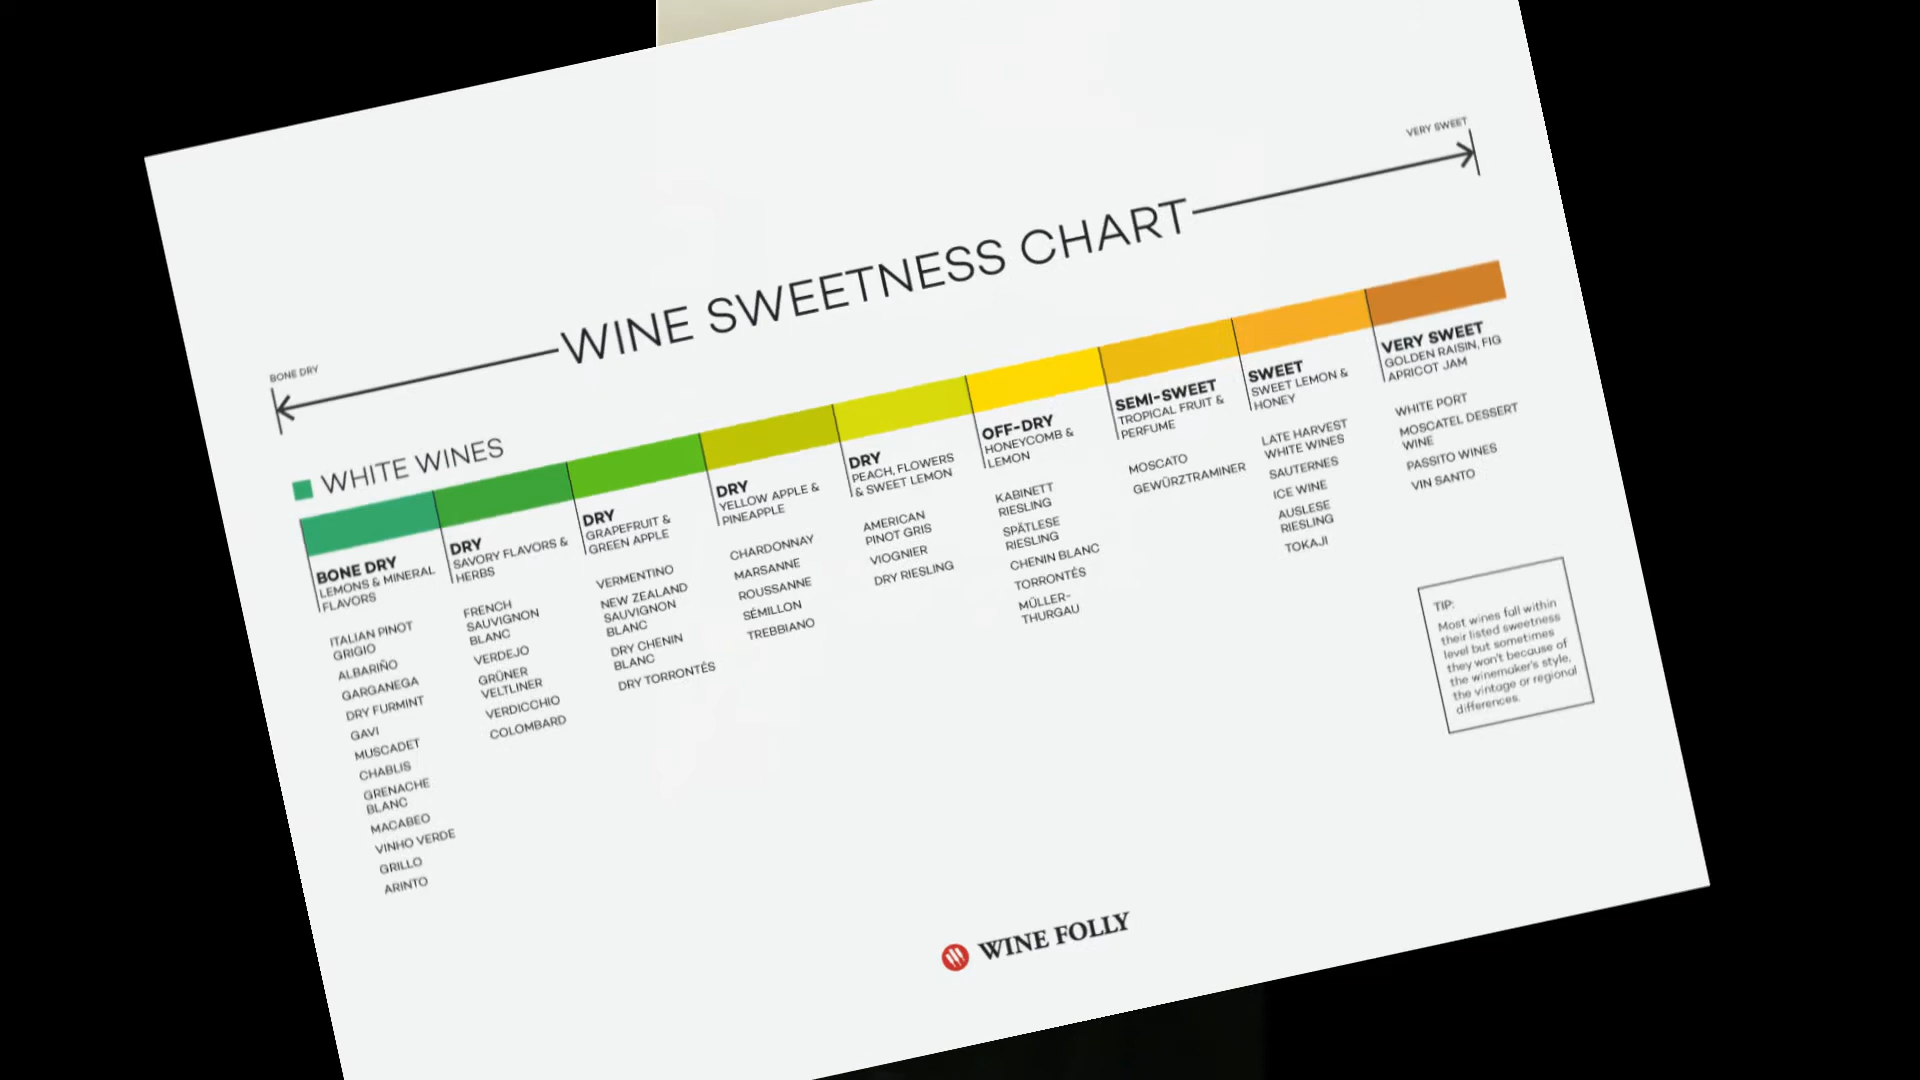 VERY SWEET
BONE DRY
WINE SWEETNESS CHART
WHITE WINES
BONE DRY
LEMONS & MINERAL
FLAVORS
ITALIAN PINOT
GRIGIO
ALBARIÑO
GARGANEGA
DRY FURMINT
GAVI
MUSCADET
CHABLIS
GRENACHE
BLANC
MACABEO
VINHO VERDE
GRILLO
ARINTO
DRY
SAVORY FLAVORS &
HERBS
FRENCH
SAUVIGNON
BLANC
VERDEJO
GRÜNER
VELTLINER
VERDICCHIO
COLOMBARD
DRY
GRAPEFRUIT &
GREEN APPLE
VERMENTINO
NEW ZEALAND
SAUVIGNON
BLANC
DRY CHENIN
BLANC
DRY TORRONTÉS
DRY
YELLOW APPLE &
PINEAPPLE
CHARDONNAY
MARSANNE
ROUSSANNE
SÉMILLON
TREBBIANO
DRY
PEACH, FLOWERS
& SWEET LEMON
AMERICAN
PINOT GRIS
VIOGNIER
DRY RIESLING
OFF-DRY
HONEYCOMB &
LEMON
KABINETT
RIESLING
SPÄTLESE
RIESLING
CHENIN BLANC
TORRONTÉS
MÜLLER-
THURGAU
SEMI-SWEET
TROPICAL FRUIT &
PERFUME
MOSCATO
GEWÜRZTRAMINER
SWEET
SWEET LEMON &
HONEY
LATE HARVEST
WHITE WINES
SAUTERNES
ICE WINE
AUSLESE
RIESLING
TOKAJI
VERY SWEET
GOLDEN RAISIN, FIG
APRICOT JAM
WHITE PORT
MOSCATEL DESSERT
WINE
PASSITO WINES
VIN SANTO
TIP:
Most wines fall within
their listed sweetness
level but sometimes
they won't because of
the winemaker's style,
the vintage or regional
differences.
WINE FOLLY